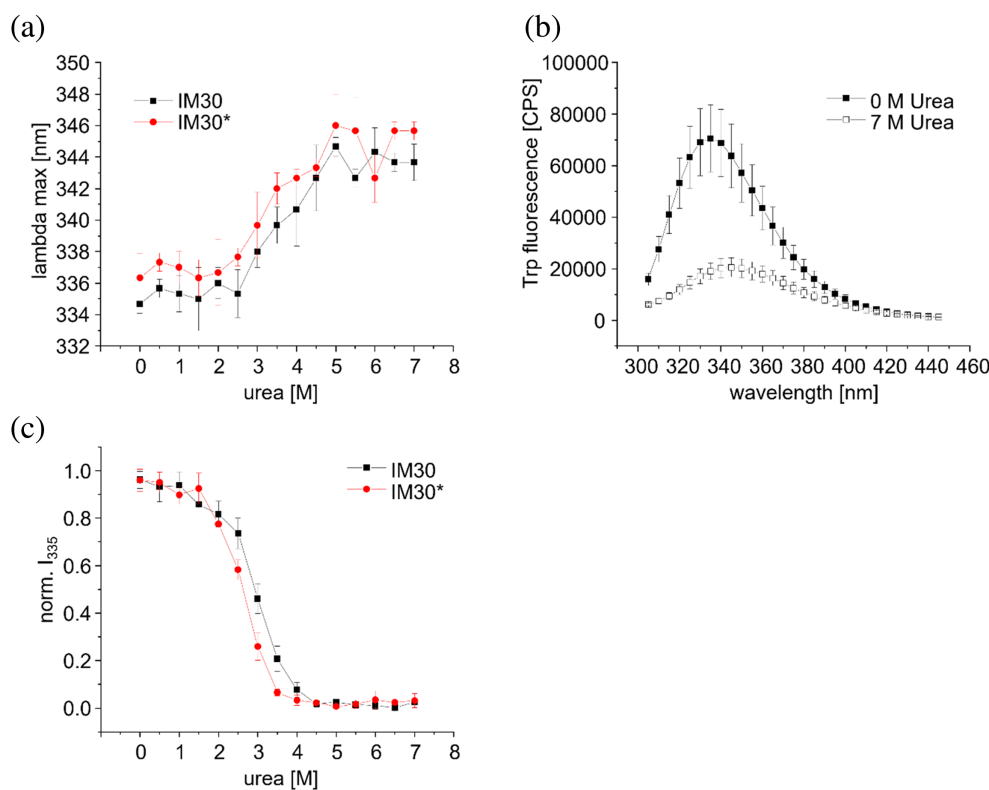 (a)
350
348
346
344
342
340
338
336
334
332
lambda max [nm]
IM30
IM30*
0 1 2 3 4 5 6 7 8
urea [M]
(b)
100000
80000
60000
40000
20000
0
Trp fluorescence [CPS]
0 M Urea
7 M Urea
300 320 340 360 380 400 420 440 460
wavelength [nm]
(c)
1.0
0.8
0.6
0.4
0.2
0.0
norm. I₃₃₅
IM30
IM30*
0 1 2 3 4 5 6 7 8
urea [M]